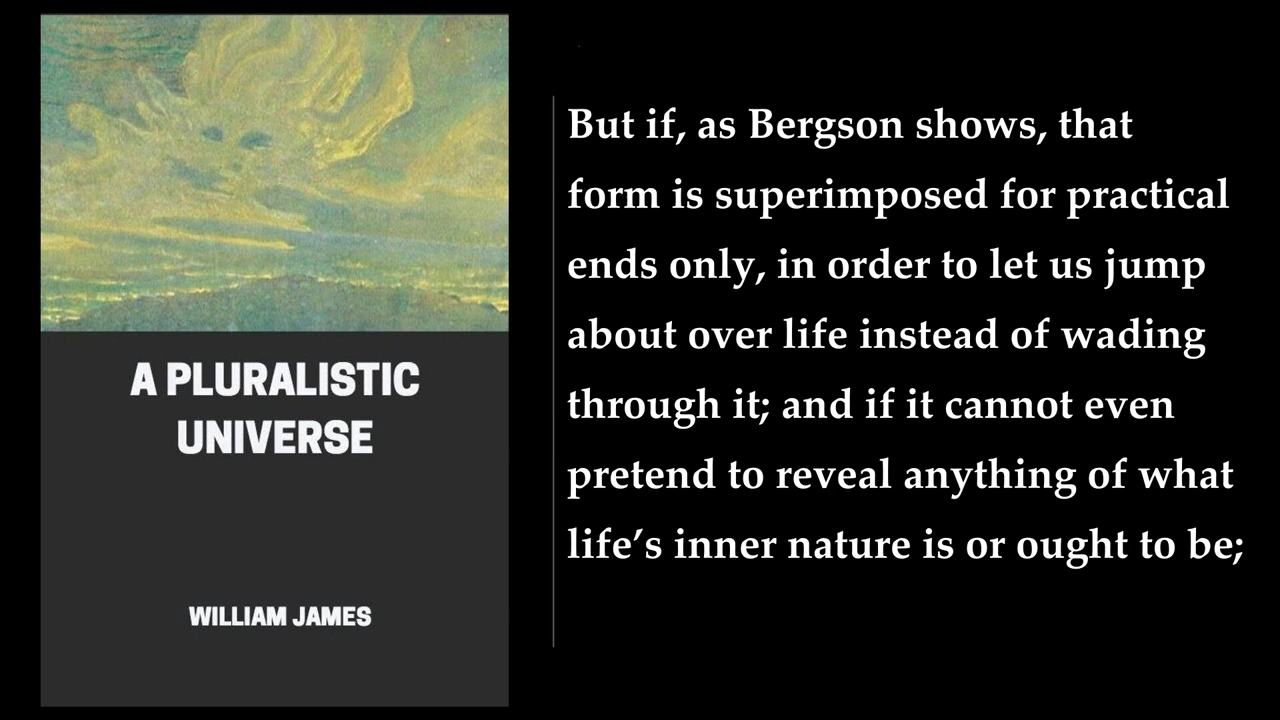 A PLURALISTIC
UNIVERSE
WILLIAM JAMES
But if, as Bergson shows, that
form is superimposed for practical
ends only, in order to let us jump
about over life instead of wading
through it; and if it cannot even
pretend to reveal anything of what
life’s inner nature is or ought to be;